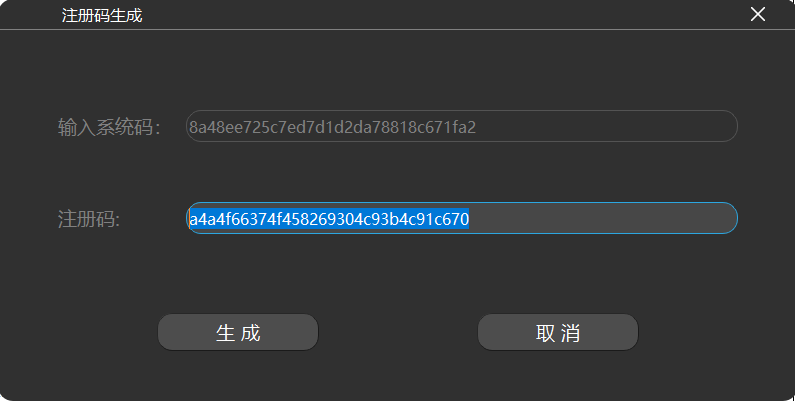 注册码生成
输入系统码：
8a48ee725c7ed7d1d2da78818c671fa2
注册码:
a4a4f66374f458269304c93b4c91c670
生 成
取 消